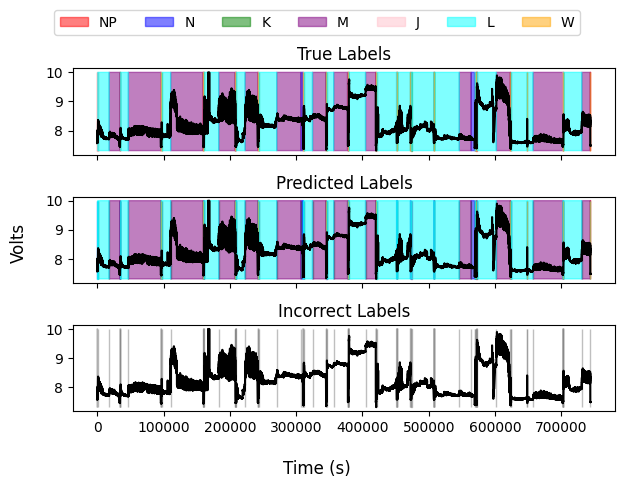 NP N K M J L W
True Labels
10
9
8
Predicted Labels
10
9
8
Volts
Incorrect Labels
10
9
8
0 100000 200000 300000 400000 500000 600000 700000
Time (s)